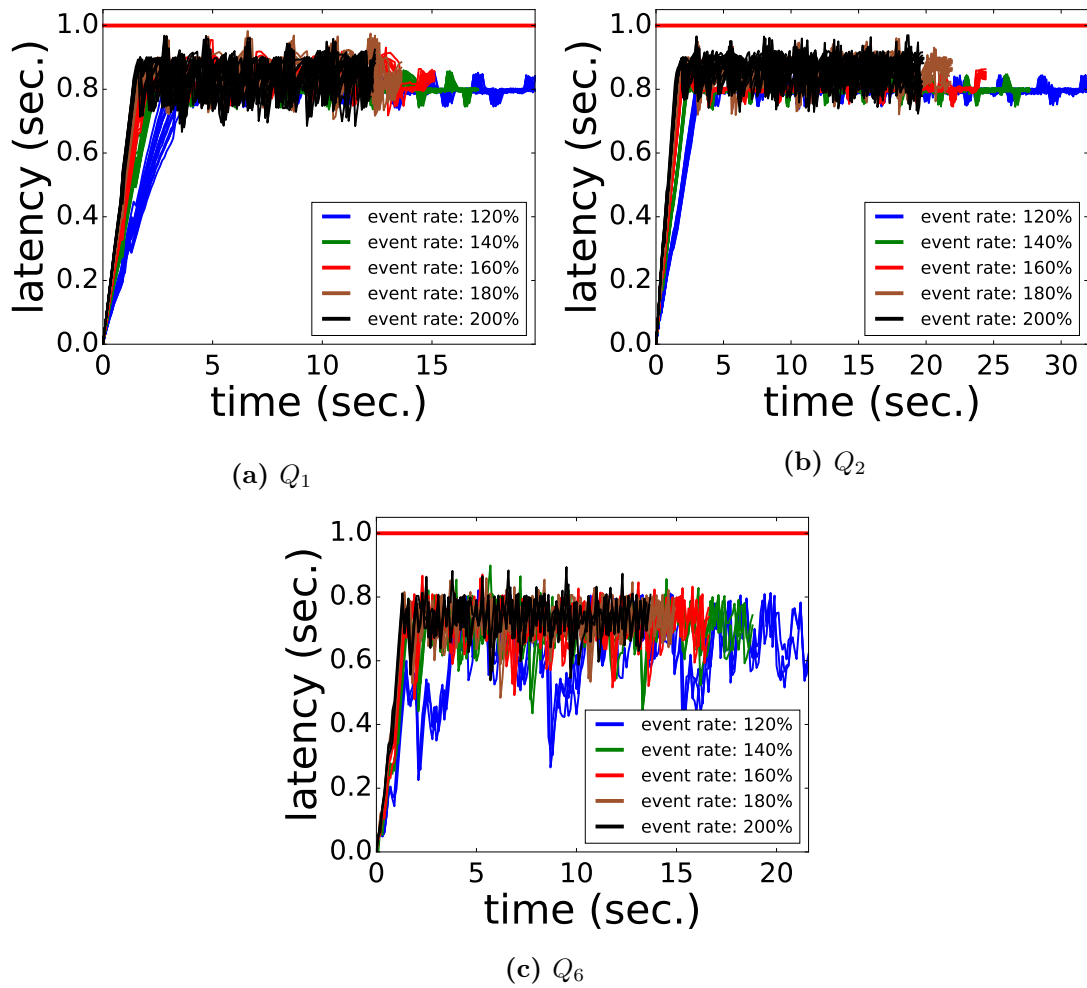 latency (sec.)
1.0
0.8
0.6
0.4
0.2
0.0
event rate: 120%
event rate: 140%
event rate: 160%
event rate: 180%
event rate: 200%
0 5 10 15
time (sec.)
(a) Q1
latency (sec.)
1.0
0.8
0.6
0.4
0.2
0.0
event rate: 120%
event rate: 140%
event rate: 160%
event rate: 180%
event rate: 200%
0 5 10 15 20 25 30
time (sec.)
(b) Q2
latency (sec.)
1.0
0.8
0.6
0.4
0.2
0.0
event rate: 120%
event rate: 140%
event rate: 160%
event rate: 180%
event rate: 200%
0 5 10 15 20
time (sec.)
(c) Q6